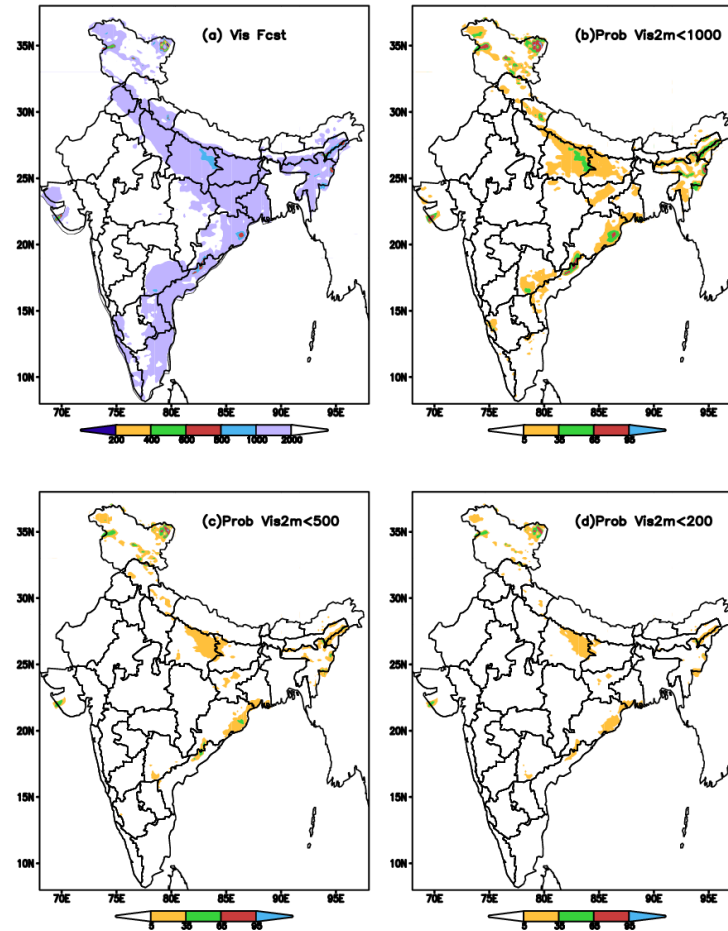 (a) Vis Fcst
35N
30N
25N
20N
15N
10N
70E 75E 80E 85E 90E 95E
200 400 600 800 1000 2000
(b)Prob Vis2m<1000
35N
30N
25N
20N
15N
10N
70E 75E 80E 85E 90E 95E
5 35 65 95
(c)Prob Vis2m<500
35N
30N
25N
20N
15N
10N
70E 75E 80E 85E 90E 95E
5 35 65 95
(d)Prob Vis2m<200
35N
30N
25N
20N
15N
10N
70E 75E 80E 85E 90E 95E
5 35 65 95